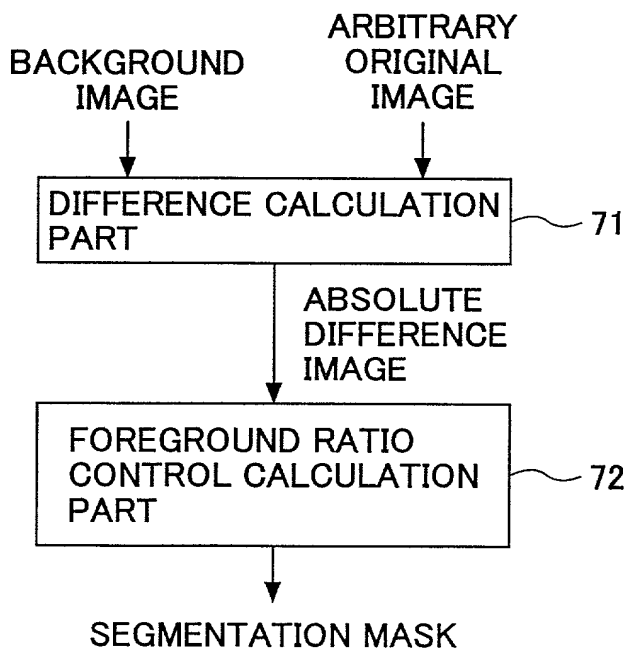 BACKGROUND
IMAGE
ARBITRARY
ORIGINAL
IMAGE
DIFFERENCE CALCULATION
PART
71
ABSOLUTE
DIFFERENCE
IMAGE
FOREGROUND RATIO
CONTROL CALCULATION
PART
72
SEGMENTATION MASK